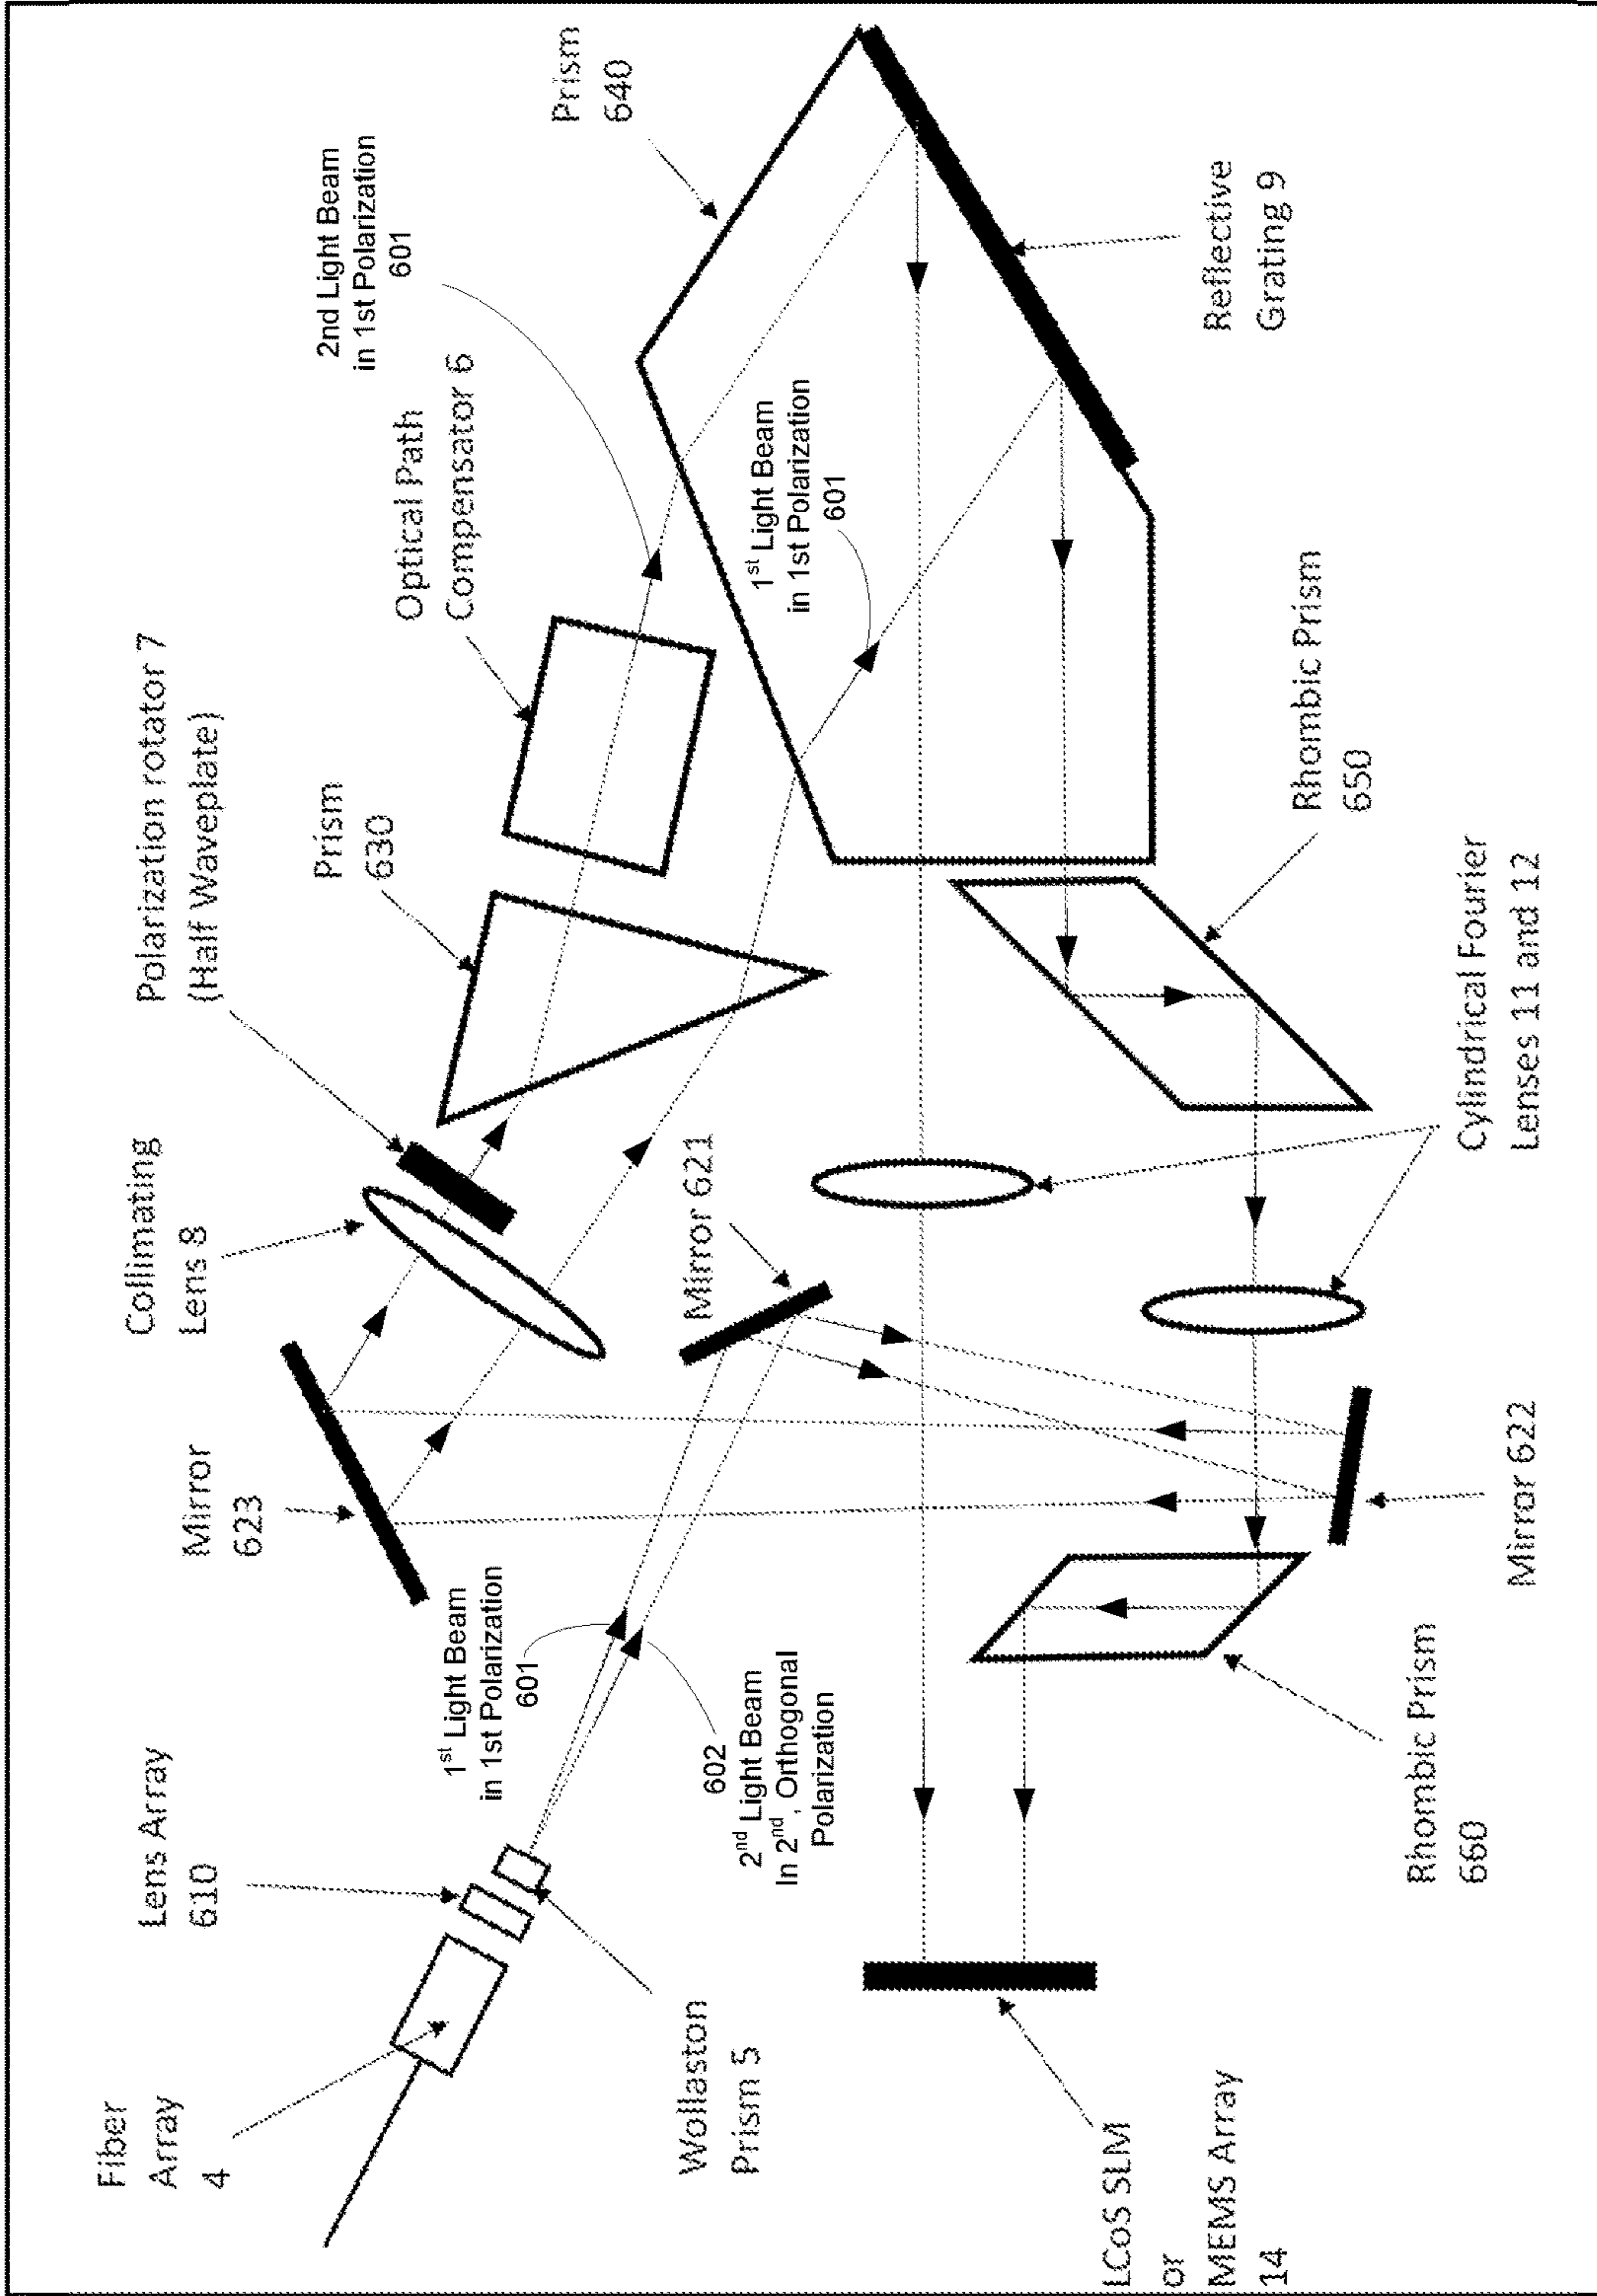 Fiber
Array
4
Lens Array
610
Wollaston
Prism 5
1st Light Beam
in 1st Polarization
601
602
2nd Light Beam
In 2nd, Orthogonal
Polarization
LCoS SLM
or
MEMS Array
14
Mirror
623
Collimating
Lens 8
Polarization rotator 7
(Half Waveplate)
Prism
630
Optical Path
Compensator 6
2nd Light Beam
in 1st Polarization
601
Prism
640
Mirror 621
1st Light Beam
in 1st Polarization
601
Reflective
Grating 9
Rhombic Prism
650
Cylindrical Fourier
Lenses 11 and 12
Mirror 622
Rhombic Prism
660